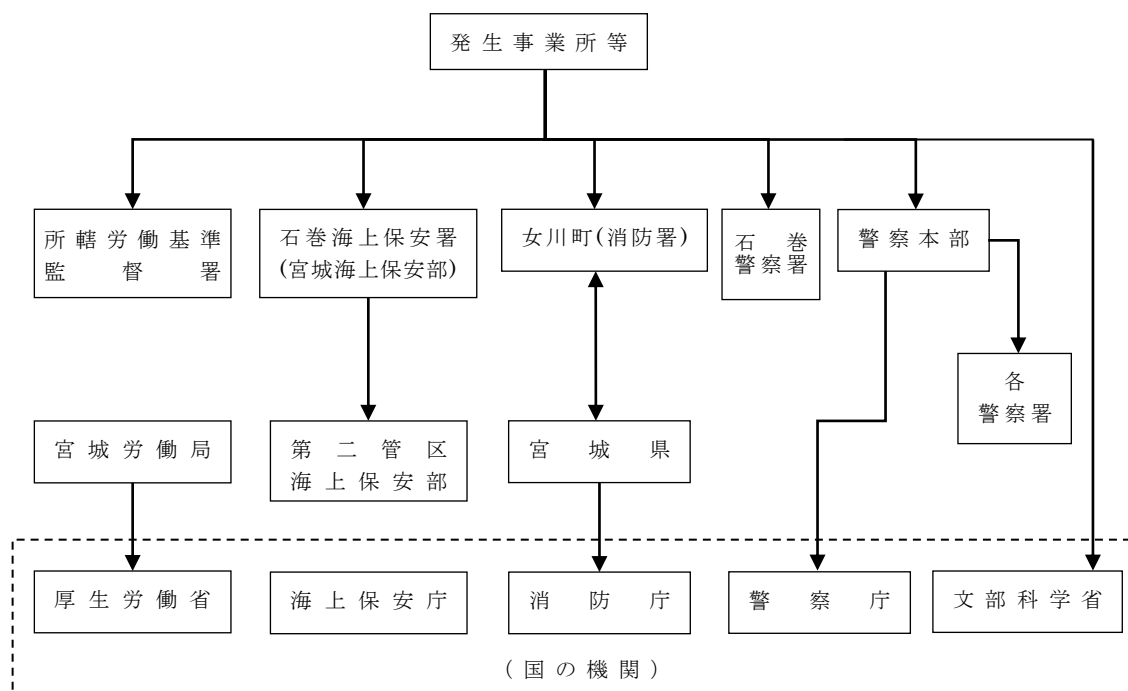 発生事業所等
所轄労働基準
監督署
石巻海上保安署
(宮城海上保安部)
女川町(消防署)
石巻
警察署
警察本部
各
警察署
宮城労働局
第二管区
海上保安部
宮城県
厚生労働省
海上保安庁
消防庁
警察庁
文部科学省
(国の機関)